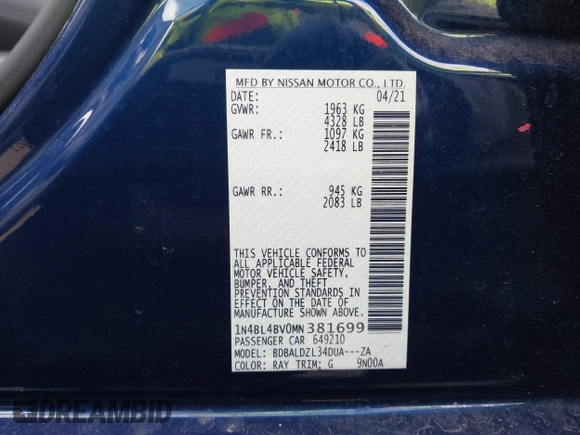 MFD BY NISSAN MOTOR CO., LTD.
DATE: 04/21
GVWR: 1963 KG
4328 LB
GAWR FR.: 1097 KG
2418 LB
GAWR RR.: 945 KG
2083 LB
THIS VEHICLE CONFORMS TO
ALL APPLICABLE FEDERAL
MOTOR VEHICLE SAFETY,
BUMPER, AND THEFT
PREVENTION STANDARDS IN
EFFECT ON THE DATE OF
MANUFACTURE SHOWN ABOVE.
1N4BL4BV0MN381699
PASSENGER CAR 649210
MODEL: BDBALDZL34DUA---ZA
COLOR: RAY TRIM: G 9N00A
DREAMBID